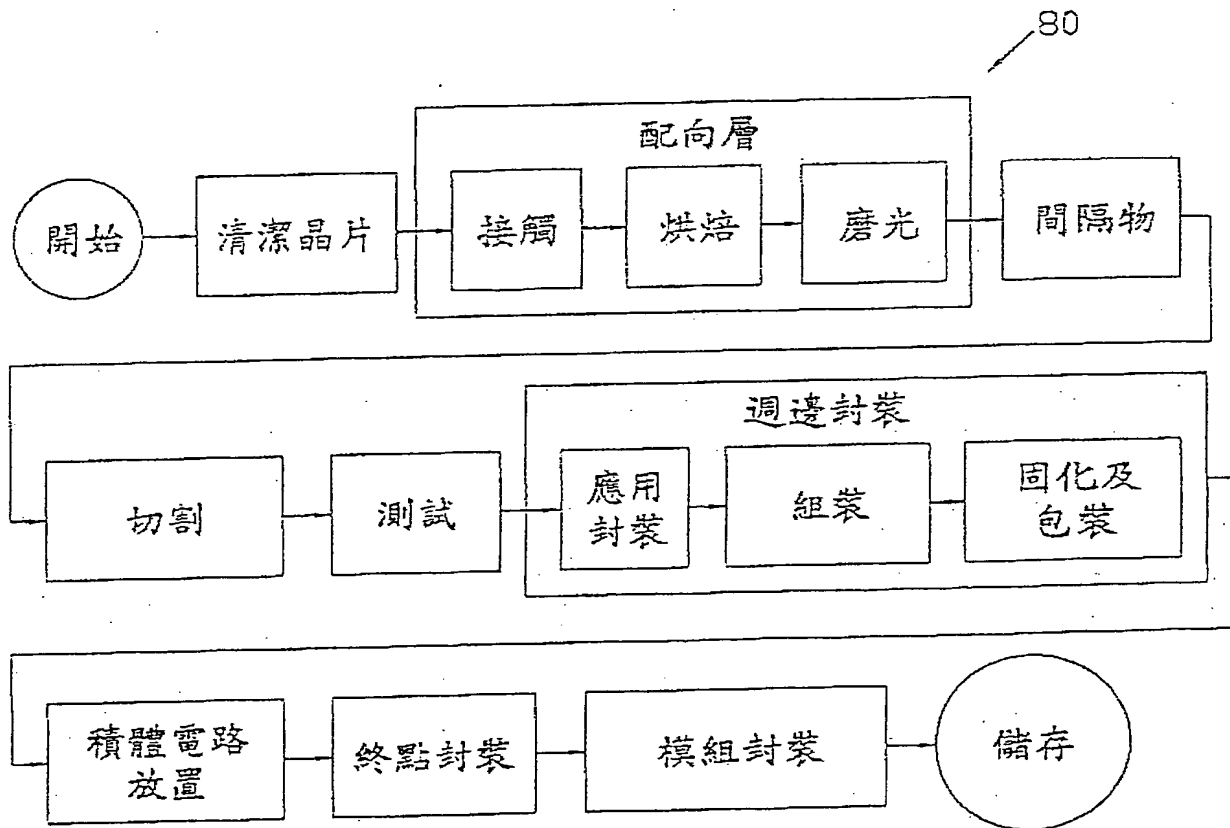 80
配向層
開始
清潔晶片
接觸
烘焙
磨光
間隔物
週邊封裝
切割
測試
應用
封裝
組裝
固化及
包裝
積體電路
放置
終點封裝
模組封裝
儲存